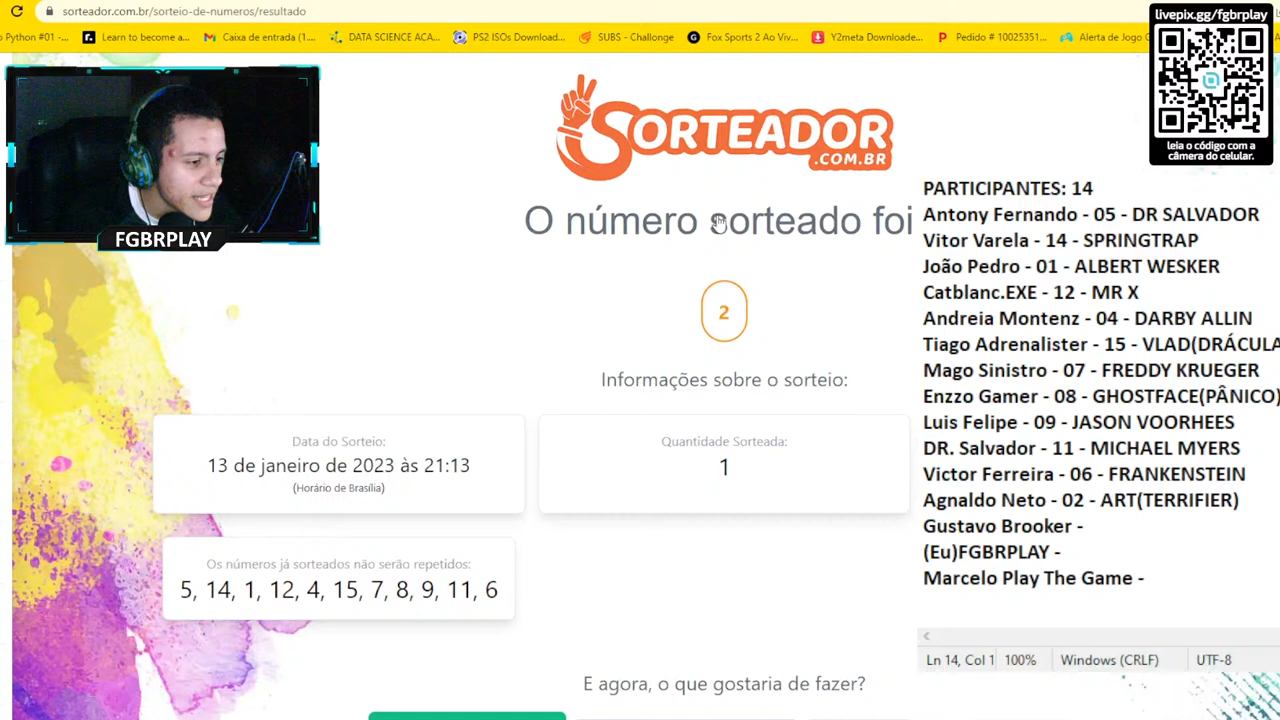 sorteador.com.br/sorteio-de-numeros/resultado
livepix.gg/fgbrplay
o Python #01 -...
Learn to become a...
Caixa de entrada (1....
DATA SCIENCE ACA...
PS2 ISOs Download...
SUBS - Challonge
Fox Sports 2 Ao Viv...
Y2meta Downloade...
Pedido # 10025351...
Alerta de Jogo
leia o código com a
câmera do celular.
FGBRPLAY
SORTEADOR
.COM.BR
O número sorteado foi
2
Informações sobre o sorteio:
Data do Sorteio:
13 de janeiro de 2023 às 21:13
(Horário de Brasília)
Quantidade Sorteada:
1
Os números já sorteados não serão repetidos:
5, 14, 1, 12, 4, 15, 7, 8, 9, 11, 6
E agora, o que gostaria de fazer?
PARTICIPANTES: 14
Antony Fernando - 05 - DR SALVADOR
Vitor Varela - 14 - SPRINGTRAP
João Pedro - 01 - ALBERT WESKER
Catblanc.EXE - 12 - MR X
Andreia Montenz - 04 - DARBY ALLIN
Tiago Adrenalister - 15 - VLAD(DRÁCULA
Mago Sinistro - 07 - FREDDY KRUEGER
Enzzo Gamer - 08 - GHOSTFACE(PÂNICO)
Luis Felipe - 09 - JASON VOORHEES
DR. Salvador - 11 - MICHAEL MYERS
Victor Ferreira - 06 - FRANKENSTEIN
Agnaldo Neto - 02 - ART(TERRIFIER)
Gustavo Brooker -
(Eu)FGBRPLAY -
Marcelo Play The Game -
Ln 14, Col 1
100%
Windows (CRLF)
UTF-8